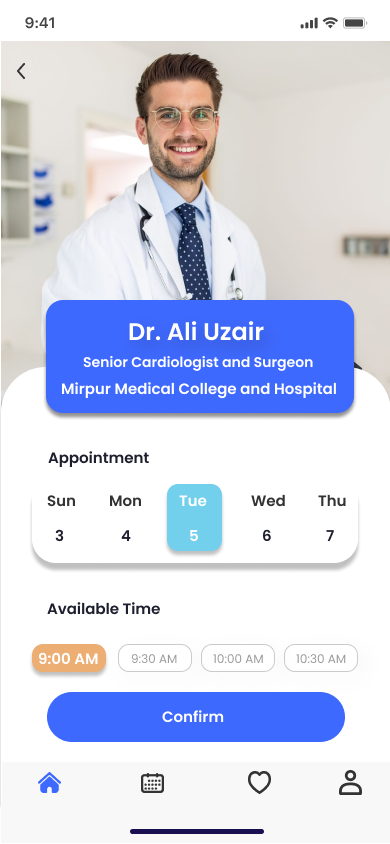 9:41
Dr. Ali Uzair
Senior Cardiologist and Surgeon
Mirpur Medical College and Hospital
Appointment
Sun Mon Tue Wed Thu
3 4 5 6 7
Available Time
9:00 AM 9:30 AM 10:00 AM 10:30 AM
Confirm